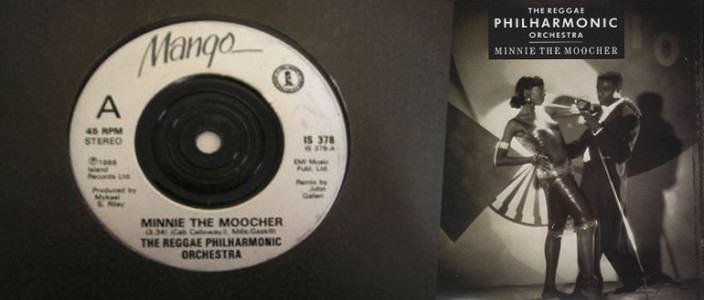 Mango
A
45 RPM
STEREO
IS 378
IS 378-A
℗1988
Island
Records Ltd.
EMI Music
Publ. Ltd.
Produced by
Mykaell
S. Riley
Remix by
John
Gallen
MINNIE THE MOOCHER
(3.34) (Cab Calloway/I. Mills/Gaskill)
THE REGGAE PHILHARMONIC
ORCHESTRA
THE REGGAE
PHILHARMONIC
ORCHESTRA
MINNIE THE MOOCHER